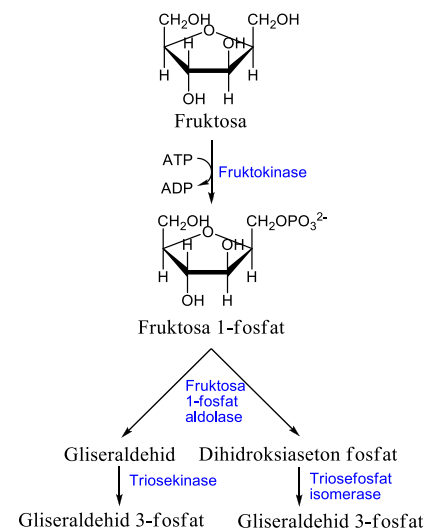 CH₂OH O CH₂OH
H OH
H H
OH H
Fruktosa
ATP
Fruktokinase
ADP
CH₂OH O CH₂OPO₃²⁻
H OH
H H
OH H
Fruktosa 1-fosfat
Fruktosa
1-fosfat
aldolase
Gliseraldehid Dihidroksiaseton fosfat
Triosekinase
Triosefosfat
isomerase
Gliseraldehid 3-fosfat Gliseraldehid 3-fosfat